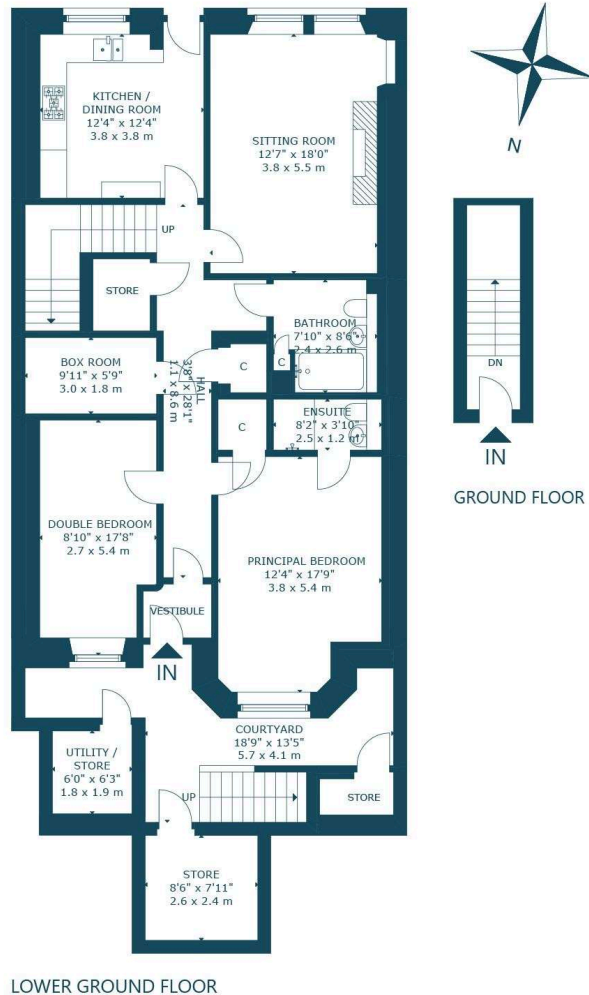 KITCHEN /
DINING ROOM
12'4" x 12'4"
3.8 x 3.8 m
SITTING ROOM
12'7" x 18'0"
3.8 x 5.5 m
N
UP
STORE
BATHROOM
7'10" x 8'6"
2.4 x 2.6 m
C
BOX ROOM
9'11" x 5'9"
3.0 x 1.8 m
HALL
3'8" x 28'1"
1.1 x 8.6 m
C
C
ENSUITE
8'2" x 3'10"
2.5 x 1.2 m
DN
IN
GROUND FLOOR
DOUBLE BEDROOM
8'10" x 17'8"
2.7 x 5.4 m
PRINCIPAL BEDROOM
12'4" x 17'9"
3.8 x 5.4 m
VESTIBULE
IN
COURTYARD
18'9" x 13'5"
5.7 x 4.1 m
UTILITY /
STORE
6'0" x 6'3"
1.8 x 1.9 m
UP
STORE
STORE
8'6" x 7'11"
2.6 x 2.4 m
LOWER GROUND FLOOR